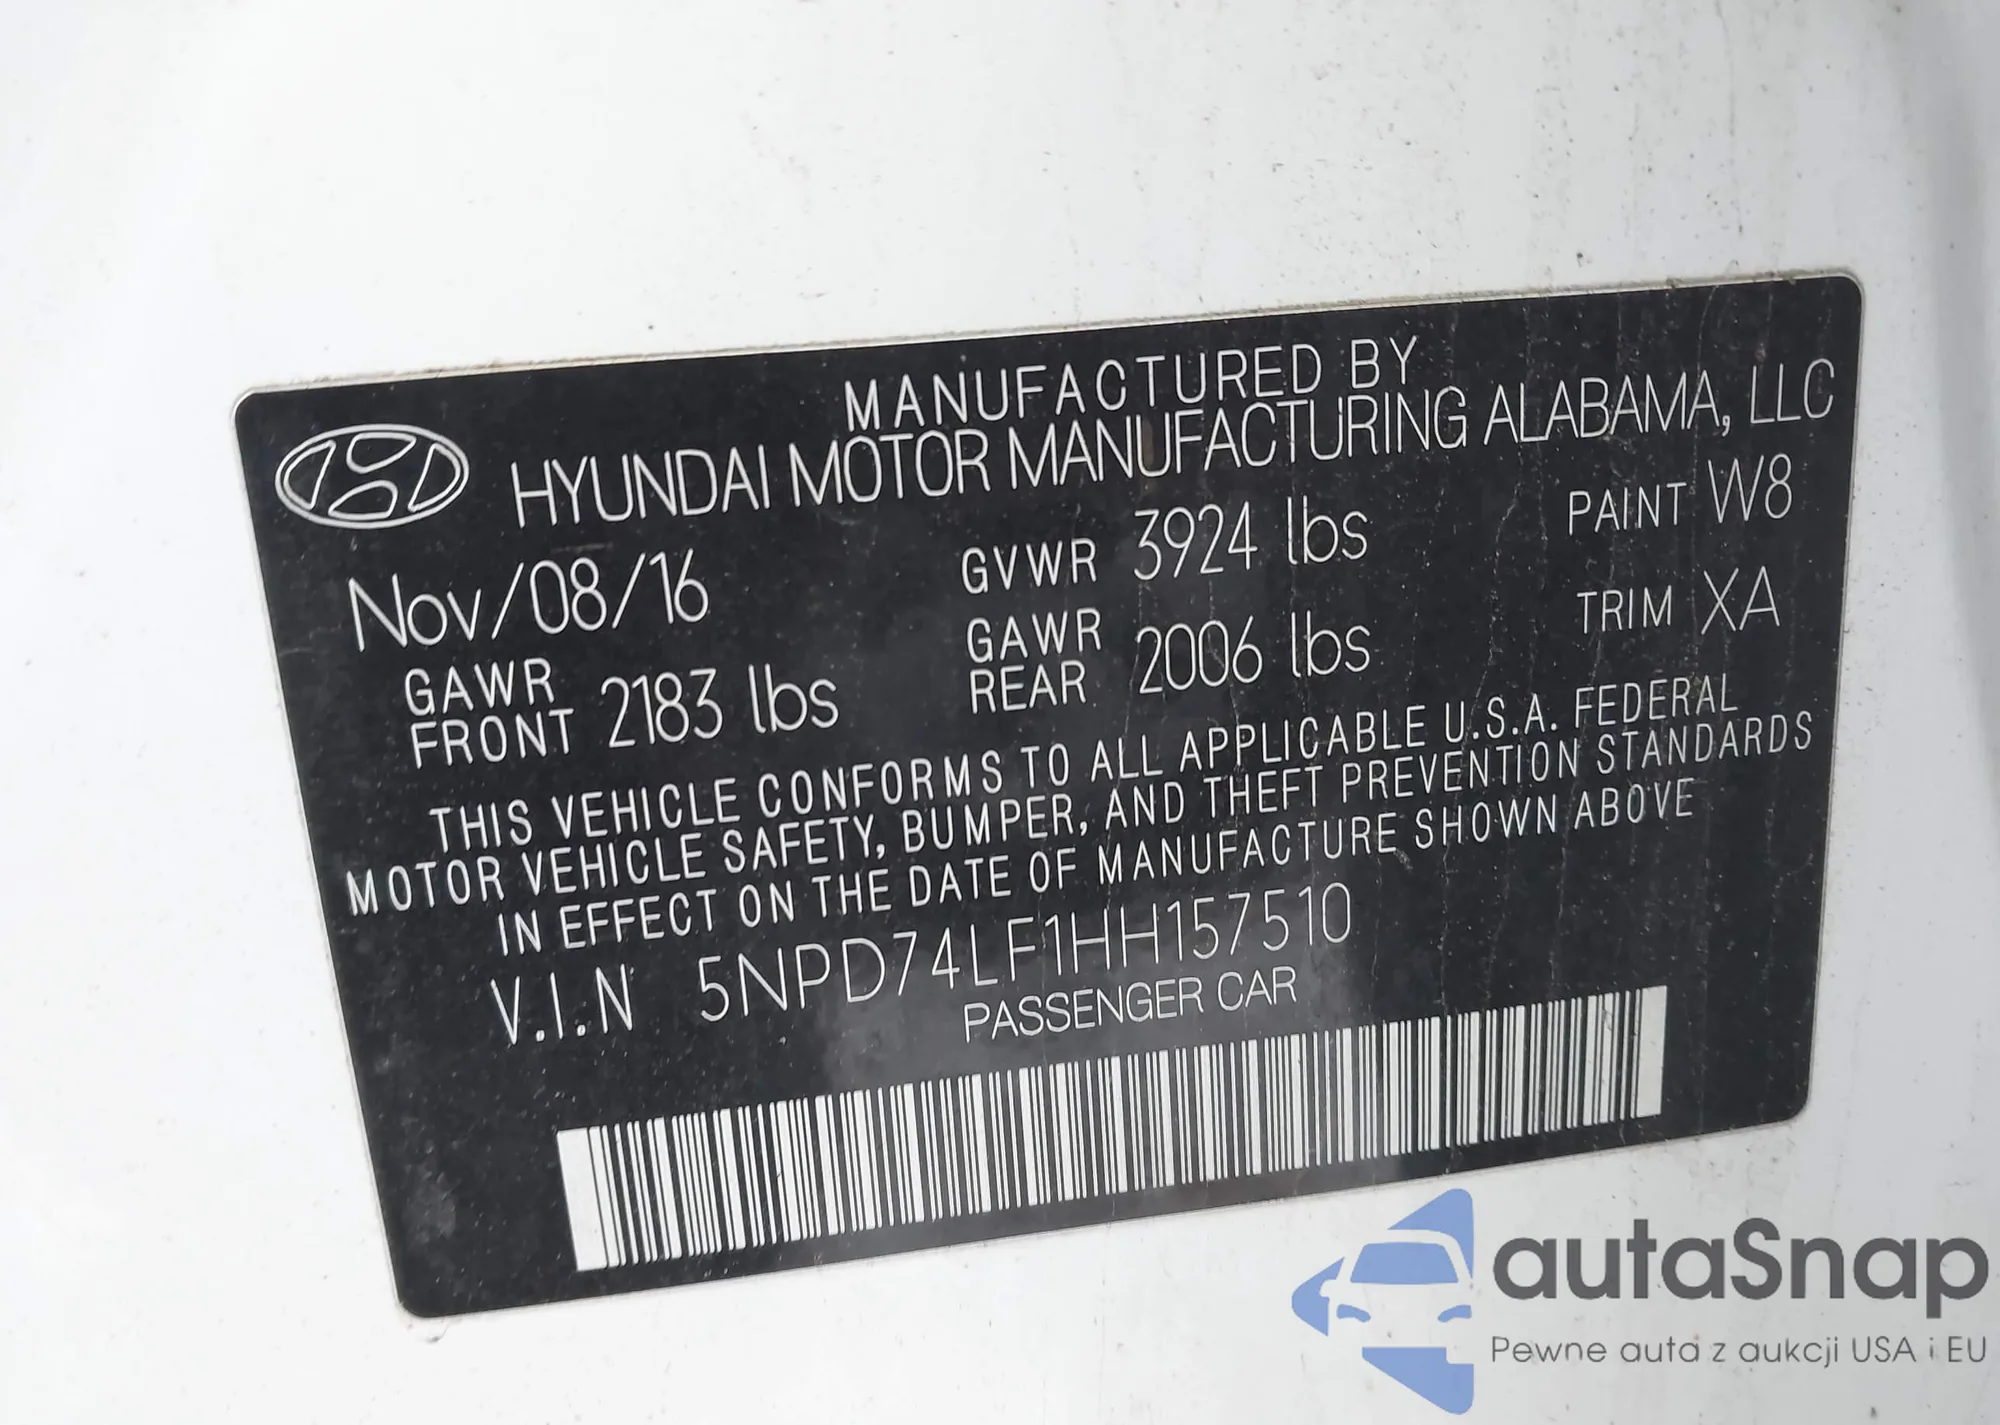 MANUFACTURED BY
HYUNDAI MOTOR MANUFACTURING ALABAMA, LLC
Nov/08/16 GVWR 3924 lbs PAINT W8
GAWR FRONT 2183 lbs GAWR REAR 2006 lbs TRIM XA
THIS VEHICLE CONFORMS TO ALL APPLICABLE U.S.A. FEDERAL
MOTOR VEHICLE SAFETY, BUMPER, AND THEFT PREVENTION STANDARDS
IN EFFECT ON THE DATE OF MANUFACTURE SHOWN ABOVE
V.I.N 5NPD74LF1HH157510
PASSENGER CAR
autaSnap
Pewne auta z aukcji USA i EU